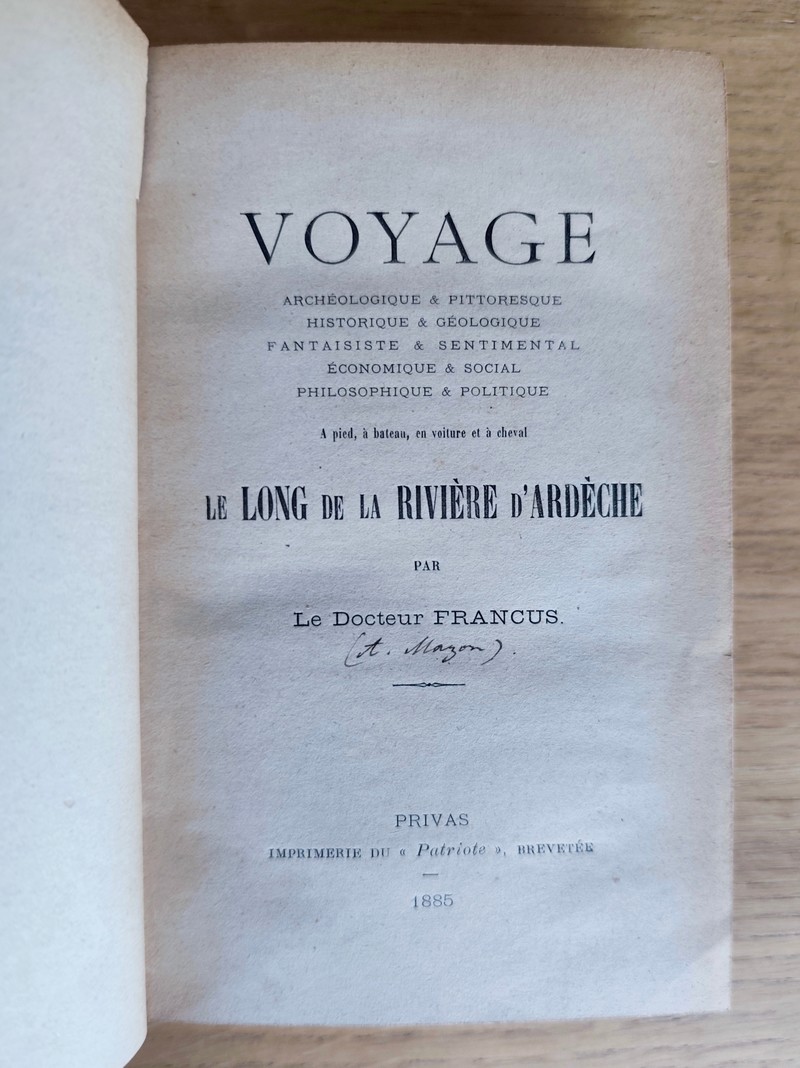 VOYAGE
ARCHÉOLOGIQUE & PITTORESQUE
HISTORIQUE & GÉOLOGIQUE
FANTAISISTE & SENTIMENTAL
ÉCONOMIQUE & SOCIAL
PHILOSOPHIQUE & POLITIQUE
A pied, à bateau, en voiture et à cheval
LE LONG DE LA RIVIÈRE D'ARDÈCHE
PAR
Le Docteur FRANCUS.
(A. Mazon).
PRIVAS
IMPRIMERIE DU « Patriote », BREVETÉE
1885